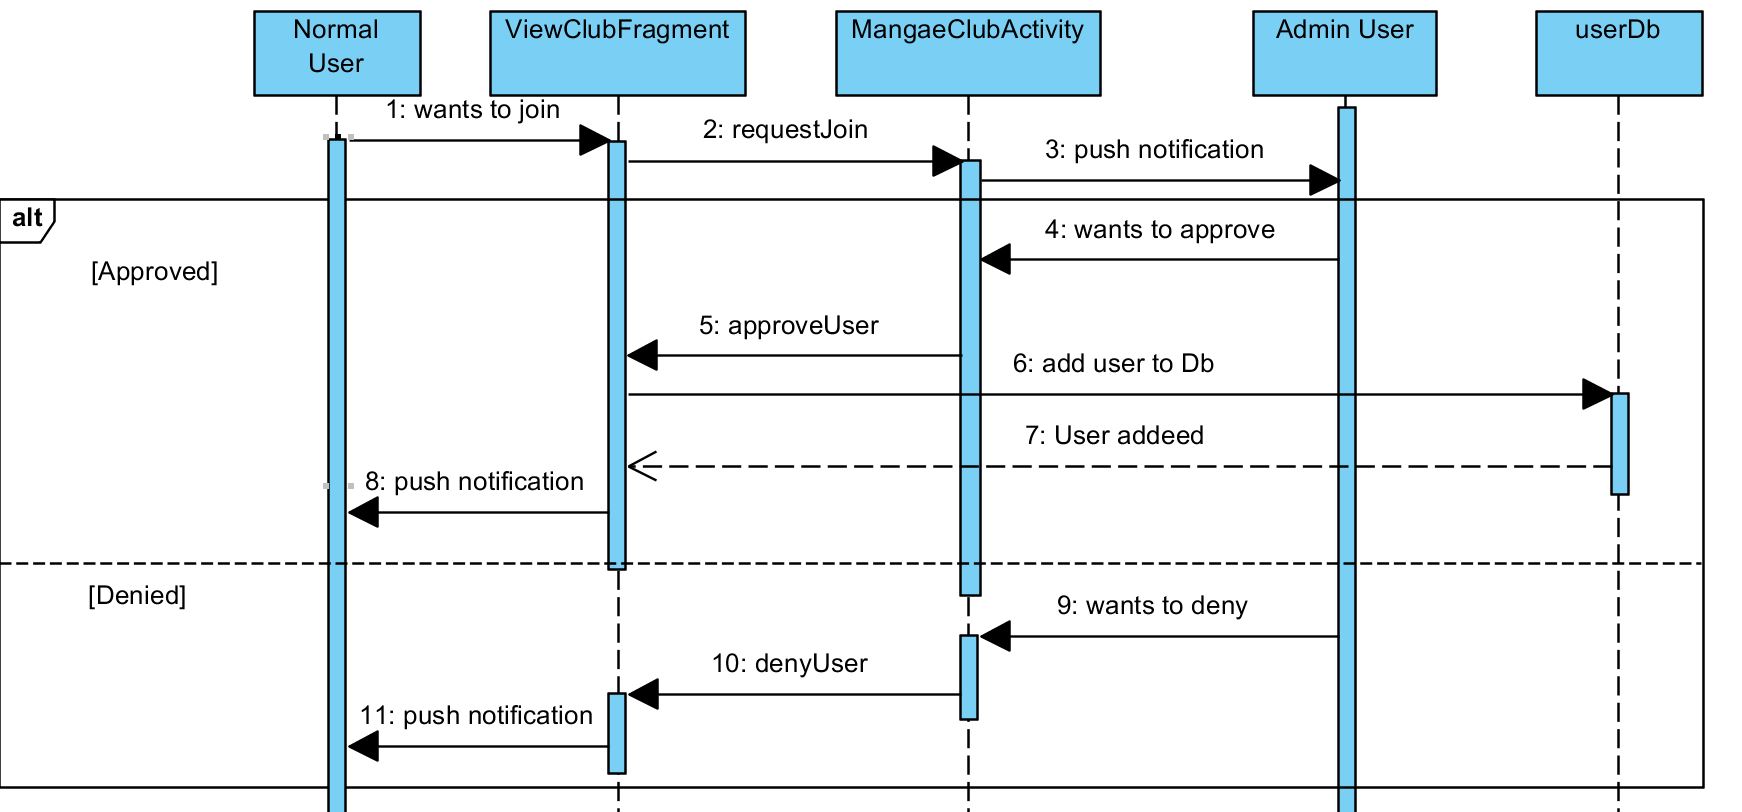 Normal
User
ViewClubFragment
MangaeClubActivity
Admin User
userDb
1: wants to join
2: requestJoin
3: push notification
alt
4: wants to approve
[Approved]
5: approveUser
6: add user to Db
7: User addeed
8: push notification
[Denied]
9: wants to deny
10: denyUser
11: push notification